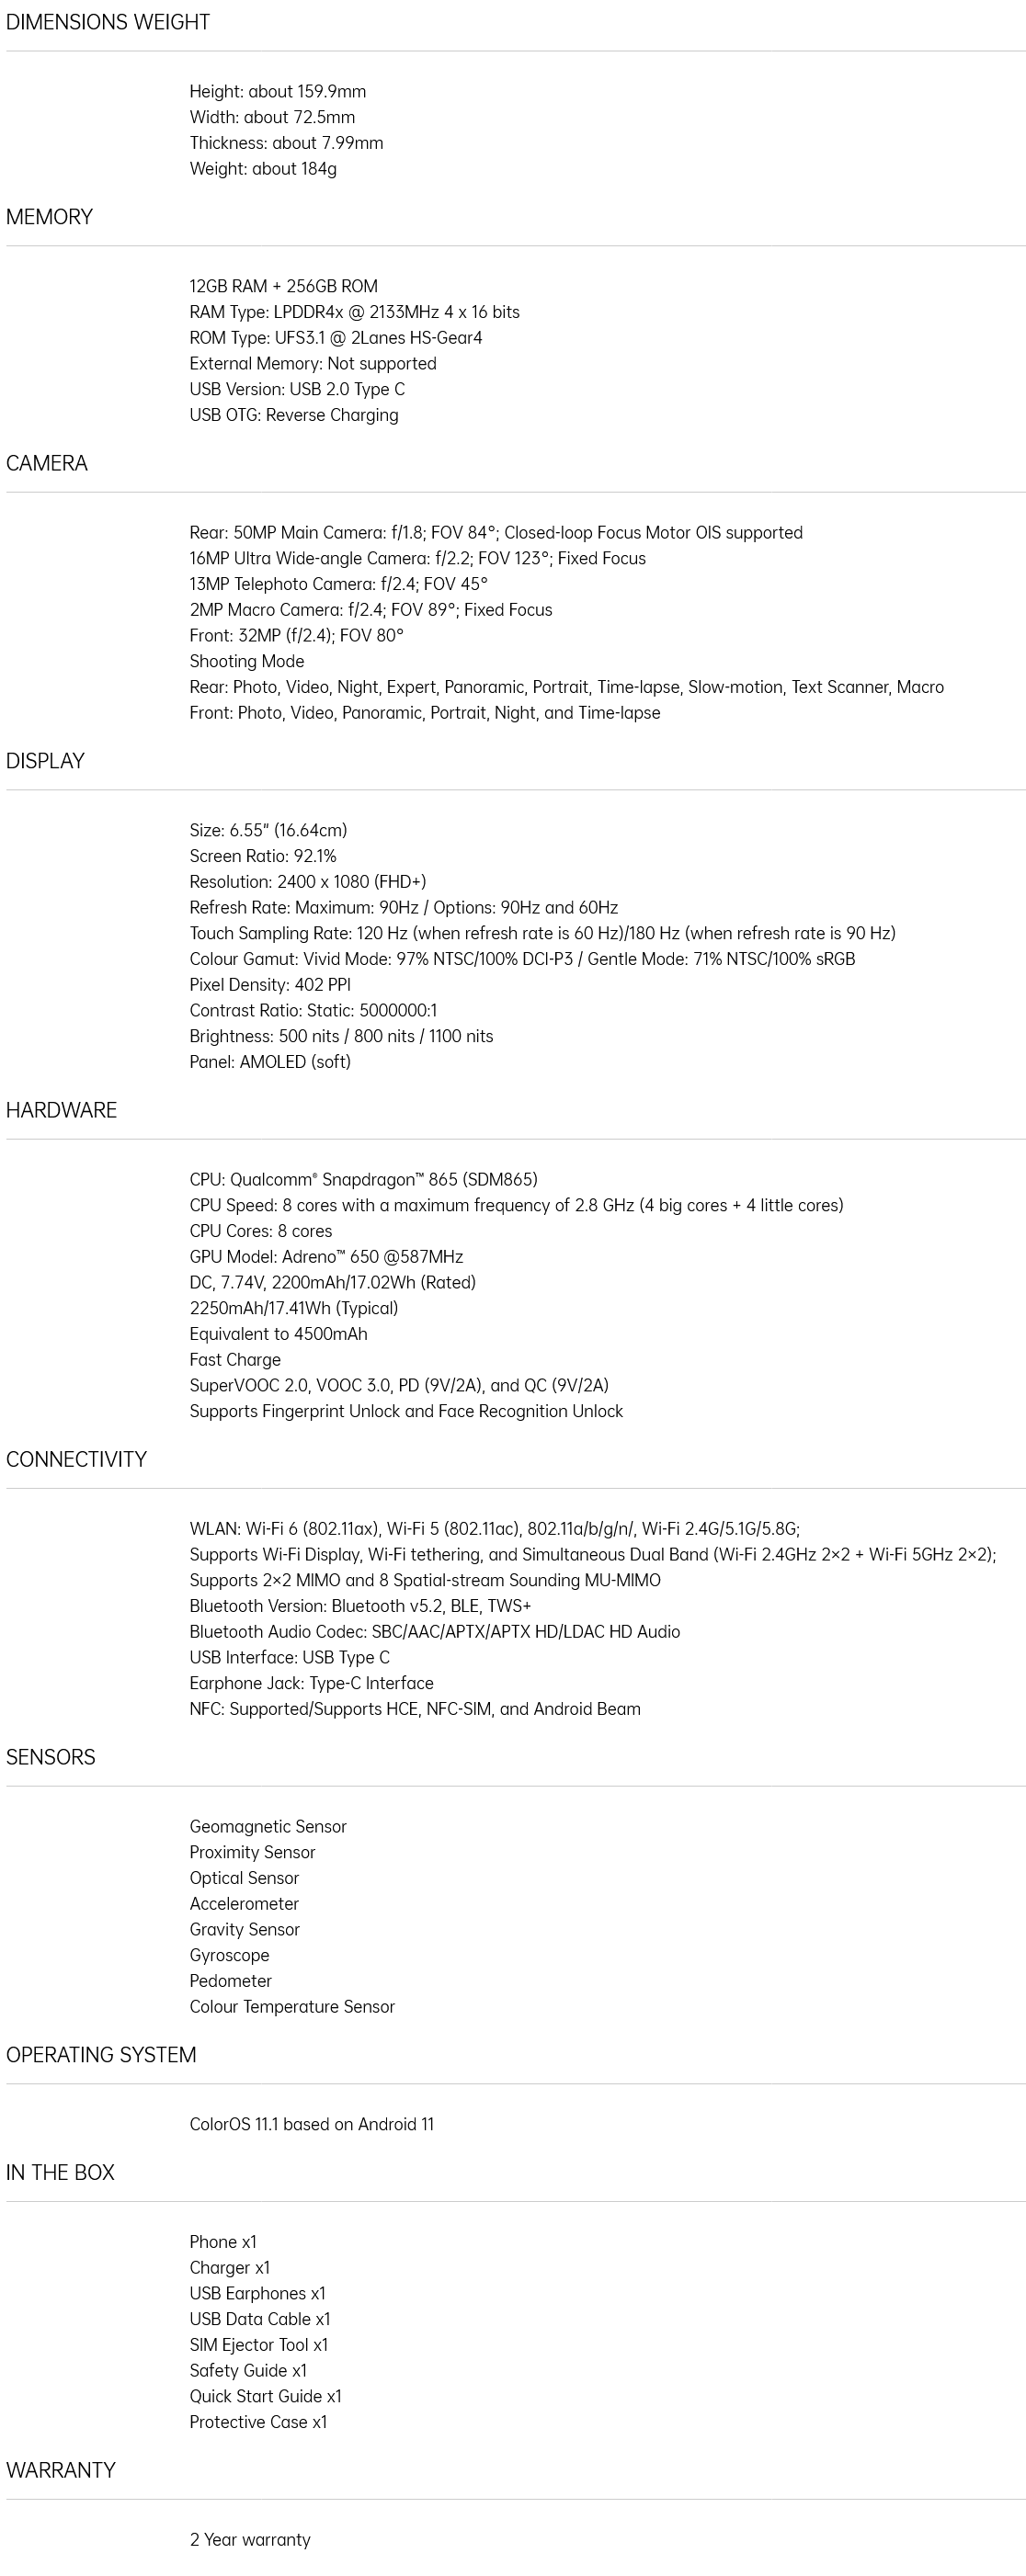 DIMENSIONS WEIGHT
Height: about 159.9mm
Width: about 72.5mm
Thickness: about 7.99mm
Weight: about 184g
MEMORY
12GB RAM + 256GB ROM
RAM Type: LPDDR4x @ 2133MHz 4 x 16 bits
ROM Type: UFS3.1 @ 2Lanes HS-Gear4
External Memory: Not supported
USB Version: USB 2.0 Type C
USB OTG: Reverse Charging
CAMERA
Rear: 50MP Main Camera: f/1.8; FOV 84°; Closed-loop Focus Motor OIS supported
16MP Ultra Wide-angle Camera: f/2.2; FOV 123°; Fixed Focus
13MP Telephoto Camera: f/2.4; FOV 45°
2MP Macro Camera: f/2.4; FOV 89°; Fixed Focus
Front: 32MP (f/2.4); FOV 80°
Shooting Mode
Rear: Photo, Video, Night, Expert, Panoramic, Portrait, Time-lapse, Slow-motion, Text Scanner, Macro
Front: Photo, Video, Panoramic, Portrait, Night, and Time-lapse
DISPLAY
Size: 6.55" (16.64cm)
Screen Ratio: 92.1%
Resolution: 2400 x 1080 (FHD+)
Refresh Rate: Maximum: 90Hz / Options: 90Hz and 60Hz
Touch Sampling Rate: 120 Hz (when refresh rate is 60 Hz)/180 Hz (when refresh rate is 90 Hz)
Colour Gamut: Vivid Mode: 97% NTSC/100% DCI-P3 / Gentle Mode: 71% NTSC/100% sRGB
Pixel Density: 402 PPI
Contrast Ratio: Static: 5000000:1
Brightness: 500 nits / 800 nits / 1100 nits
Panel: AMOLED (soft)
HARDWARE
CPU: Qualcomm® Snapdragon™ 865 (SDM865)
CPU Speed: 8 cores with a maximum frequency of 2.8 GHz (4 big cores + 4 little cores)
CPU Cores: 8 cores
GPU Model: Adreno™ 650 @587MHz
DC, 7.74V, 2200mAh/17.02Wh (Rated)
2250mAh/17.41Wh (Typical)
Equivalent to 4500mAh
Fast Charge
SuperVOOC 2.0, VOOC 3.0, PD (9V/2A), and QC (9V/2A)
Supports Fingerprint Unlock and Face Recognition Unlock
CONNECTIVITY
WLAN: Wi-Fi 6 (802.11ax), Wi-Fi 5 (802.11ac), 802.11a/b/g/n/, Wi-Fi 2.4G/5.1G/5.8G;
Supports Wi-Fi Display, Wi-Fi tethering, and Simultaneous Dual Band (Wi-Fi 2.4GHz 2×2 + Wi-Fi 5GHz 2×2);
Supports 2×2 MIMO and 8 Spatial-stream Sounding MU-MIMO
Bluetooth Version: Bluetooth v5.2, BLE, TWS+
Bluetooth Audio Codec: SBC/AAC/APTX/APTX HD/LDAC HD Audio
USB Interface: USB Type C
Earphone Jack: Type-C Interface
NFC: Supported/Supports HCE, NFC-SIM, and Android Beam
SENSORS
Geomagnetic Sensor
Proximity Sensor
Optical Sensor
Accelerometer
Gravity Sensor
Gyroscope
Pedometer
Colour Temperature Sensor
OPERATING SYSTEM
ColorOS 11.1 based on Android 11
IN THE BOX
Phone x1
Charger x1
USB Earphones x1
USB Data Cable x1
SIM Ejector Tool x1
Safety Guide x1
Quick Start Guide x1
Protective Case x1
WARRANTY
2 Year warranty